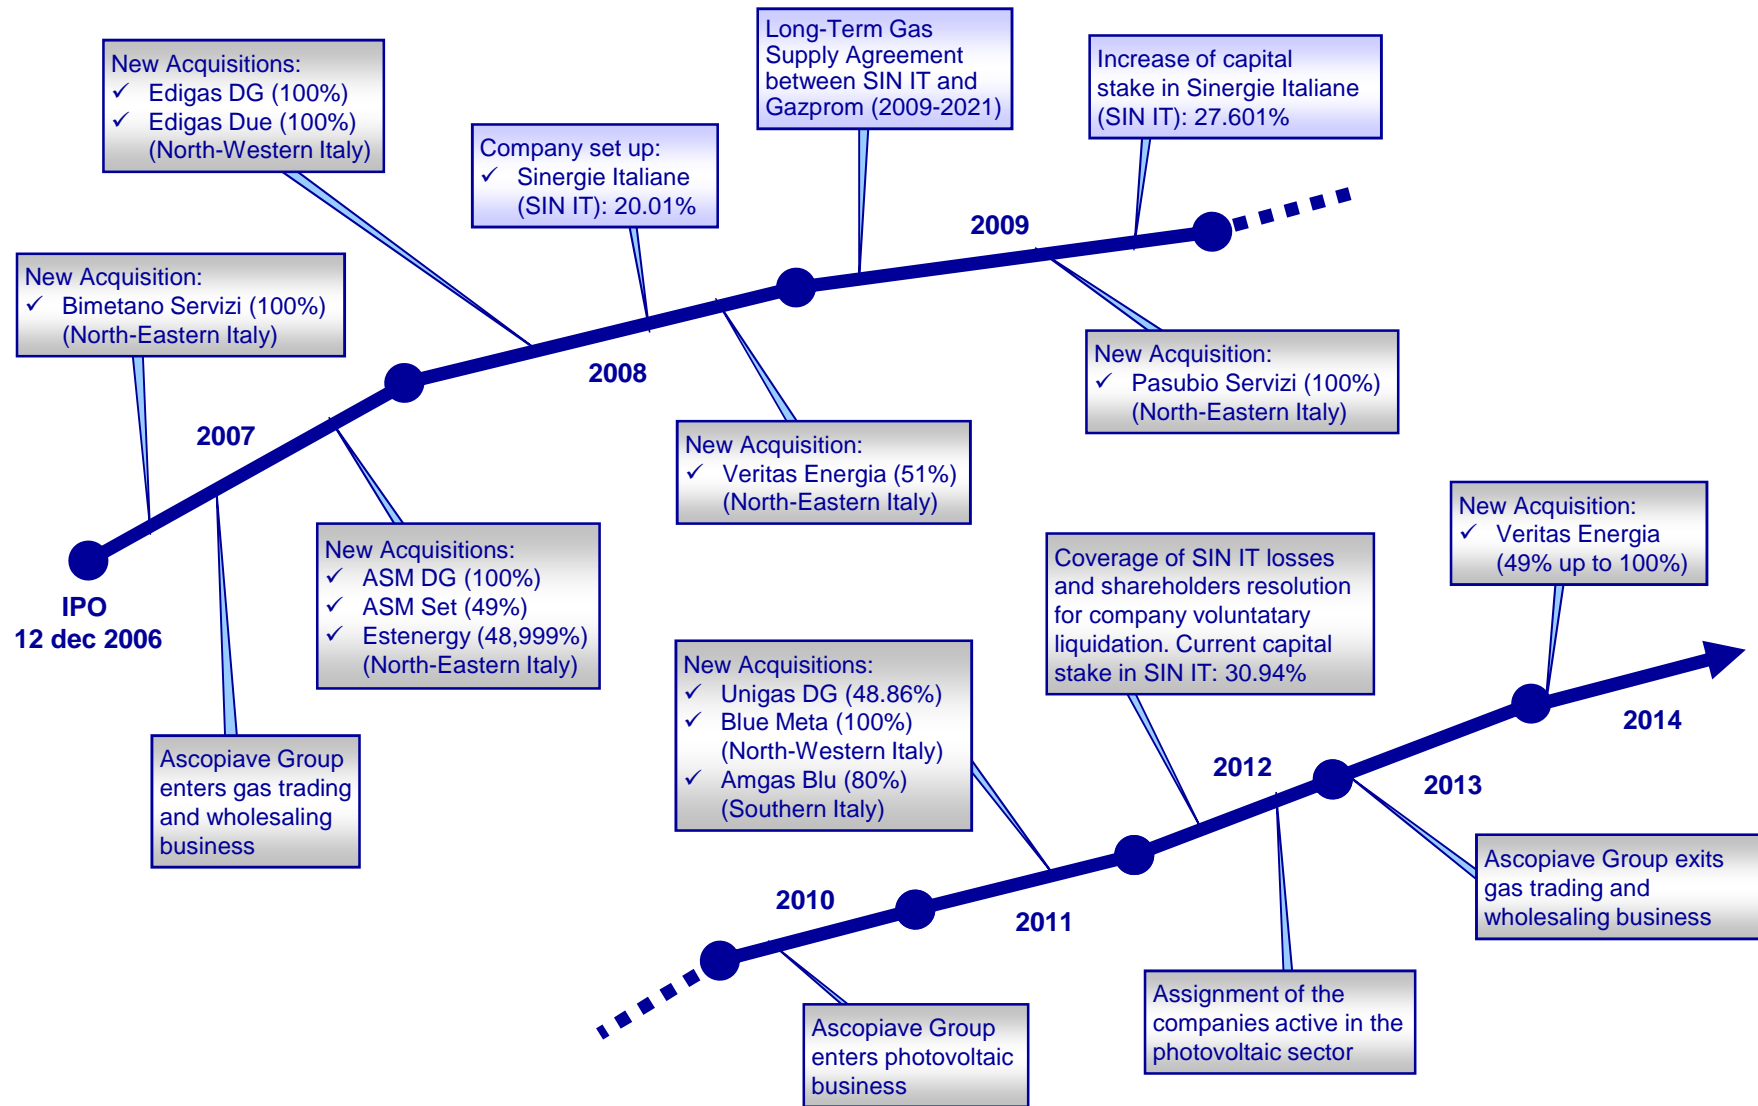 New Acquisitions:
✓ Edigas DG (100%)
✓ Edigas Due (100%)
(North-Western Italy)
Company set up:
✓ Sinergie Italiane
(SIN IT): 20.01%
Long-Term Gas
Supply Agreement
between SIN IT and
Gazprom (2009-2021)
Increase of capital
stake in Sinergie Italiane
(SIN IT): 27.601%
New Acquisition:
✓ Bimetano Servizi (100%)
(North-Eastern Italy)
2009
2008
2007
New Acquisition:
✓ Pasubio Servizi (100%)
(North-Eastern Italy)
New Acquisition:
✓ Veritas Energia (51%)
(North-Eastern Italy)
IPO
12 dec 2006
New Acquisitions:
✓ ASM DG (100%)
✓ ASM Set (49%)
✓ Estenergy (48,999%)
(North-Eastern Italy)
Ascopiave Group
enters gas trading
and wholesaling
business
New Acquisitions:
✓ Unigas DG (48.86%)
✓ Blue Meta (100%)
(North-Western Italy)
✓ Amgas Blu (80%)
(Southern Italy)
Coverage of SIN IT losses
and shareholders resolution
for company voluntatary
liquidation. Current capital
stake in SIN IT: 30.94%
New Acquisition:
✓ Veritas Energia
(49% up to 100%)
2010
2011
2012
2013
2014
Ascopiave Group
enters photovoltaic
business
Assignment of the
companies active in the
photovoltaic sector
Ascopiave Group exits
gas trading and
wholesaling business